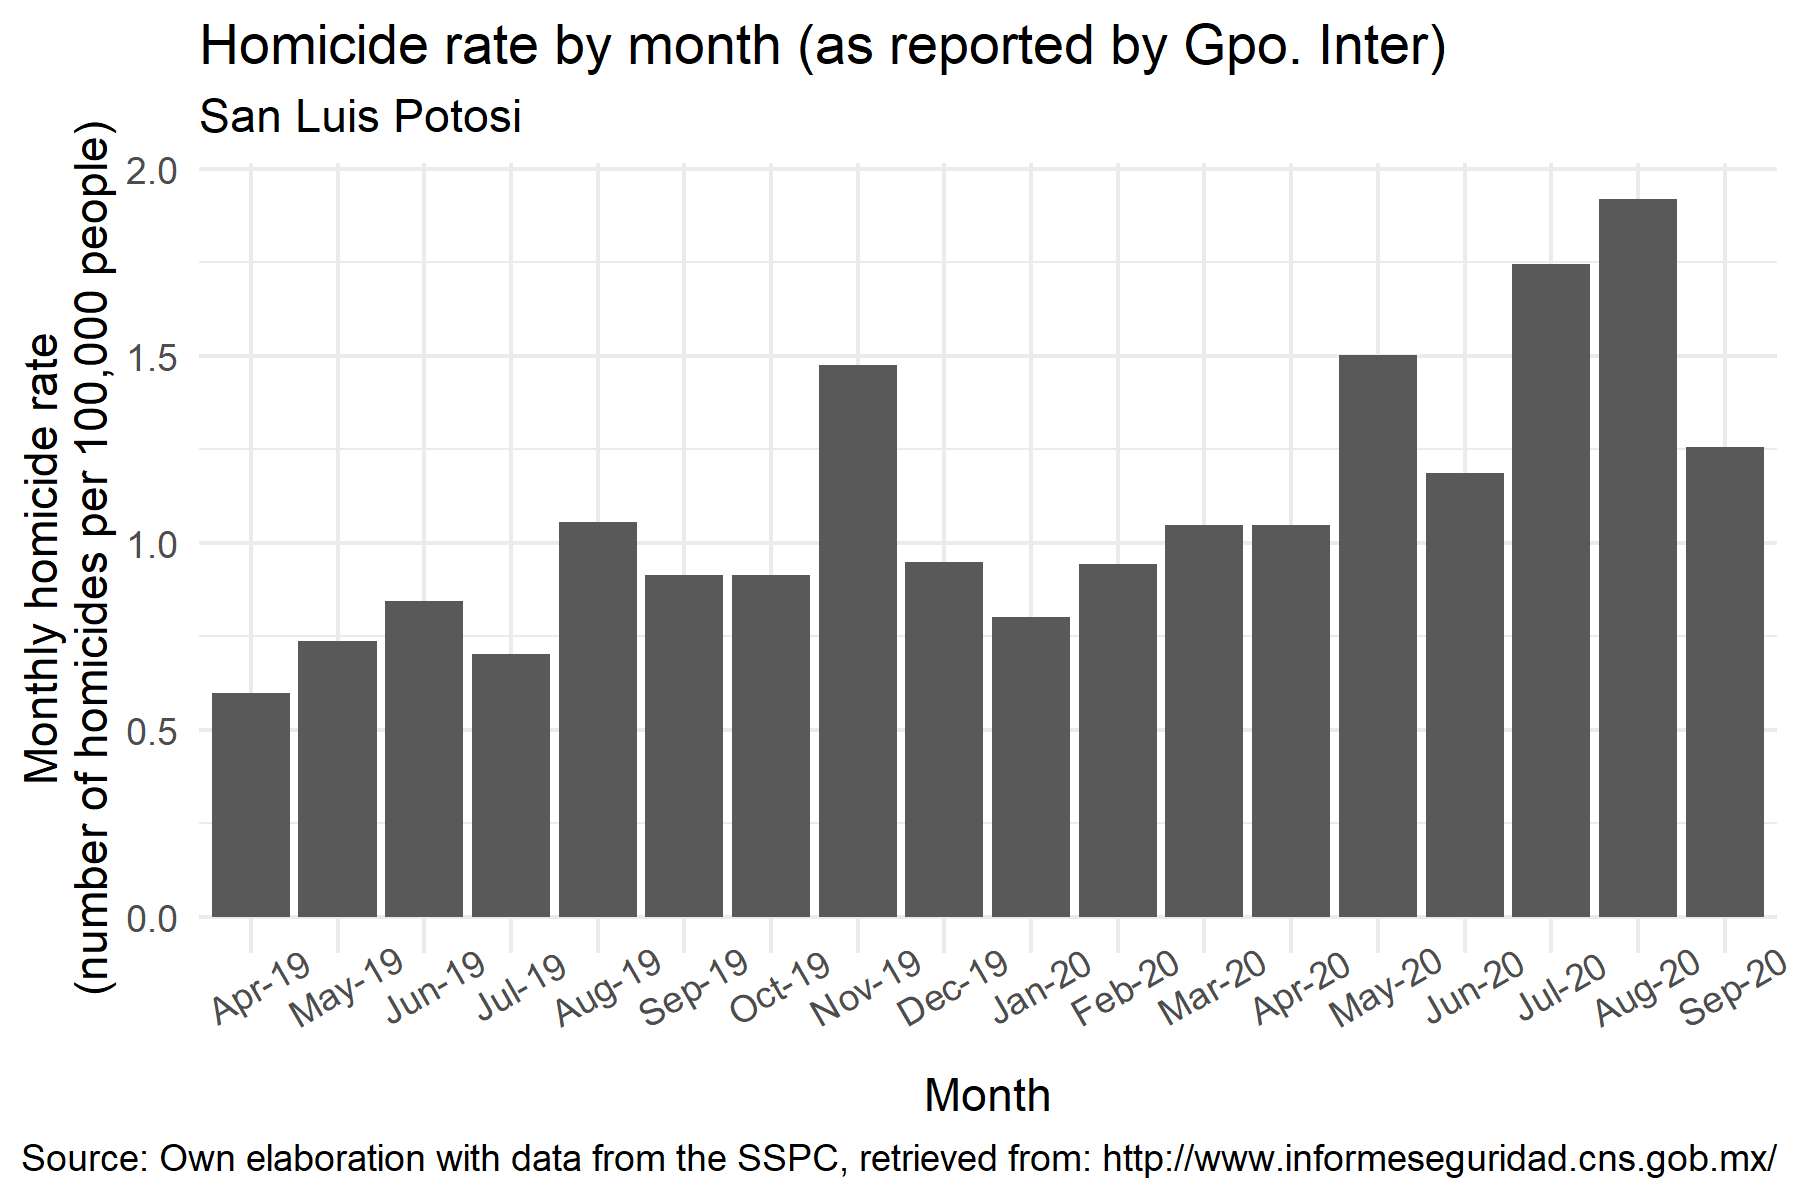 Homicide rate by month (as reported by Gpo. Inter)
San Luis Potosi
Monthly homicide rate
(number of homicides per 100,000 people)
2.0
1.5
1.0
0.5
0.0
Apr-19
May-19
Jun-19
Jul-19
Aug-19
Sep-19
Oct-19
Nov-19
Dec-19
Jan-20
Feb-20
Mar-20
Apr-20
May-20
Jun-20
Jul-20
Aug-20
Sep-20
Month
Source: Own elaboration with data from the SSPC, retrieved from: http://www.informeseguridad.cns.gob.mx/